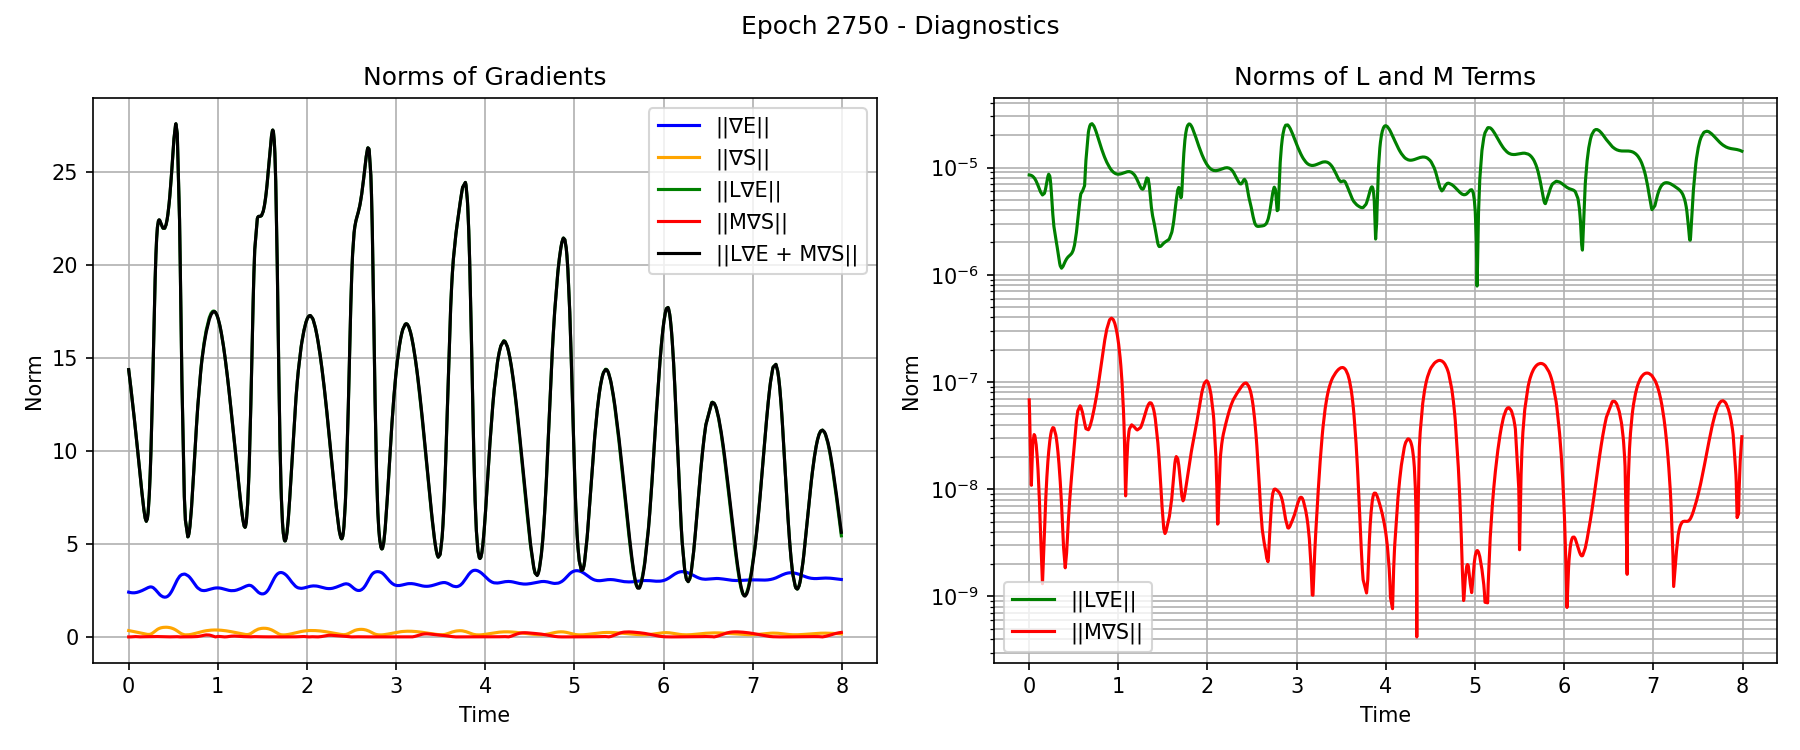 Epoch 2750 - Diagnostics
Norms of Gradients
||∇E||
||∇S||
||L∇E||
||M∇S||
||L∇E + M∇S||
25
20
15
10
5
0
Norm
0 1 2 3 4 5 6 7 8
Time
Norms of L and M Terms
10⁻⁵
10⁻⁶
10⁻⁷
10⁻⁸
10⁻⁹
Norm
||L∇E||
||M∇S||
0 1 2 3 4 5 6 7 8
Time